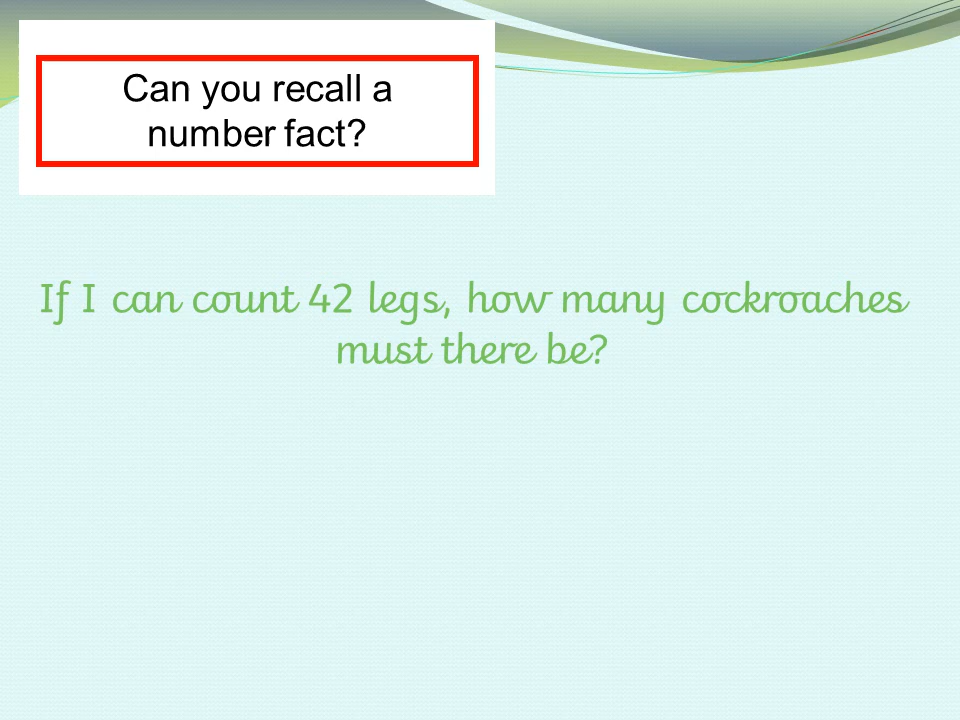 Can you recall a
number fact?
If I can count 42 legs, how many cockroaches
must there be?